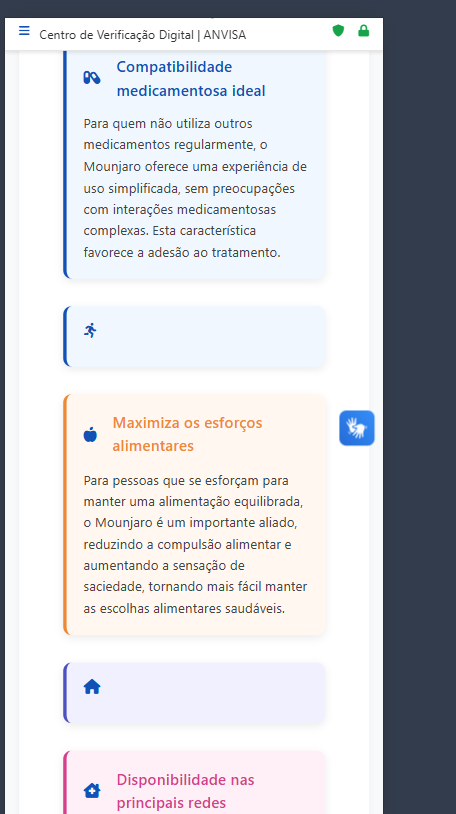 Centro de Verificação Digital | ANVISA
Compatibilidade
medicamentosa ideal
Para quem não utiliza outros
medicamentos regularmente, o
Mounjaro oferece uma experiência de
uso simplificada, sem preocupações
com interações medicamentosas
complexas. Esta característica
favorece a adesão ao tratamento.
Maximiza os esforços
alimentares
Para pessoas que se esforçam para
manter uma alimentação equilibrada,
o Mounjaro é um importante aliado,
reduzindo a compulsão alimentar e
aumentando a sensação de
saciedade, tornando mais fácil manter
as escolhas alimentares saudáveis.
Disponibilidade nas
principais redes